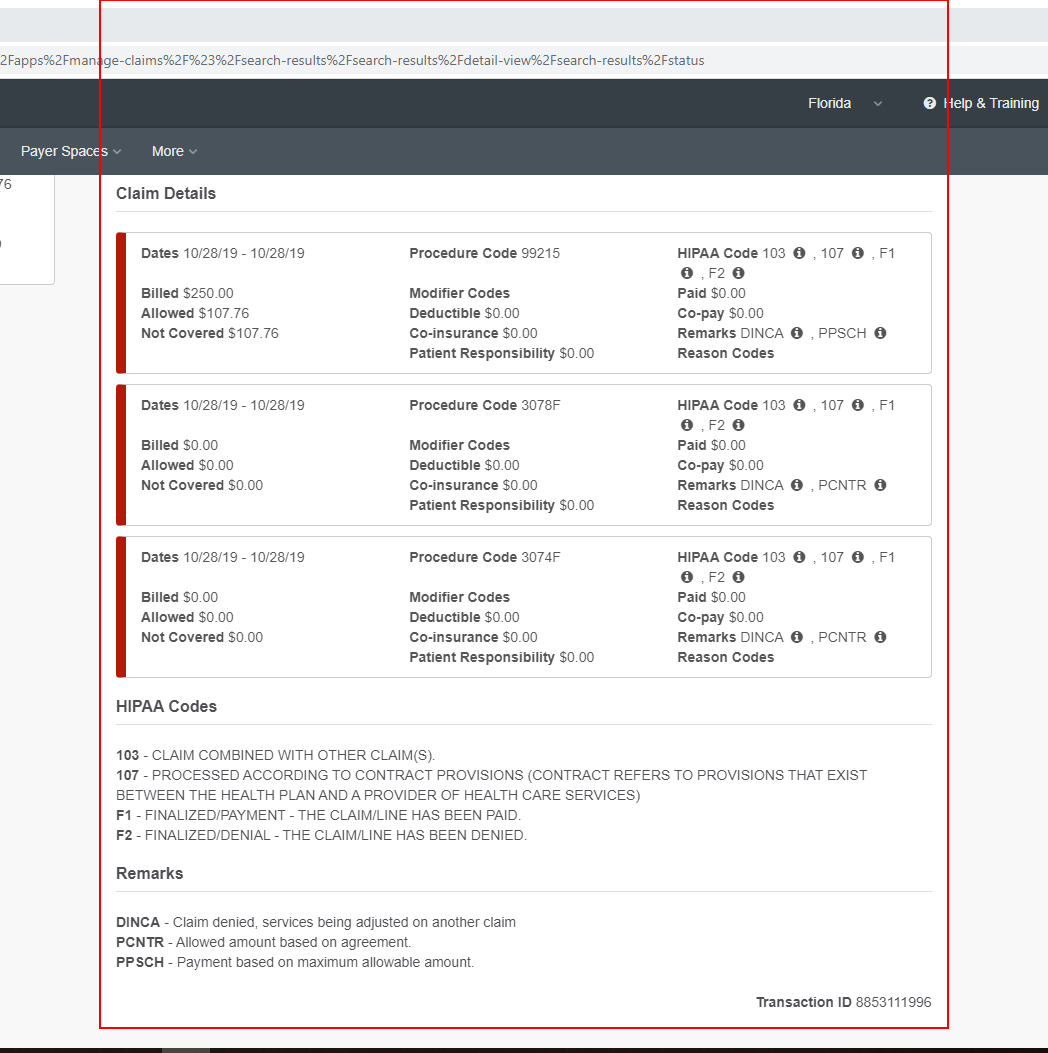 2Fapps%2Fmanage-claims%2F%23%2Fsearch-results%2Fsearch-results%2Fdetail-view%2Fsearch-results%2Fstatus
Florida
Help & Training
Payer Spaces
More
76
Claim Details
Dates 10/28/19 - 10/28/19
Procedure Code 99215
HIPAA Code 103 , 107 , F1
, F2
Billed $250.00
Modifier Codes
Paid $0.00
Allowed $107.76
Deductible $0.00
Co-pay $0.00
Not Covered $107.76
Co-insurance $0.00
Remarks DINCA , PPSCH
Patient Responsibility $0.00
Reason Codes
Dates 10/28/19 - 10/28/19
Procedure Code 3078F
HIPAA Code 103 , 107 , F1
, F2
Billed $0.00
Modifier Codes
Paid $0.00
Allowed $0.00
Deductible $0.00
Co-pay $0.00
Not Covered $0.00
Co-insurance $0.00
Remarks DINCA , PCNTR
Patient Responsibility $0.00
Reason Codes
Dates 10/28/19 - 10/28/19
Procedure Code 3074F
HIPAA Code 103 , 107 , F1
, F2
Billed $0.00
Modifier Codes
Paid $0.00
Allowed $0.00
Deductible $0.00
Co-pay $0.00
Not Covered $0.00
Co-insurance $0.00
Remarks DINCA , PCNTR
Patient Responsibility $0.00
Reason Codes
HIPAA Codes
103 - CLAIM COMBINED WITH OTHER CLAIM(S).
107 - PROCESSED ACCORDING TO CONTRACT PROVISIONS (CONTRACT REFERS TO PROVISIONS THAT EXIST
BETWEEN THE HEALTH PLAN AND A PROVIDER OF HEALTH CARE SERVICES)
F1 - FINALIZED/PAYMENT - THE CLAIM/LINE HAS BEEN PAID.
F2 - FINALIZED/DENIAL - THE CLAIM/LINE HAS BEEN DENIED.
Remarks
DINCA - Claim denied, services being adjusted on another claim
PCNTR - Allowed amount based on agreement.
PPSCH - Payment based on maximum allowable amount.
Transaction ID 8853111996